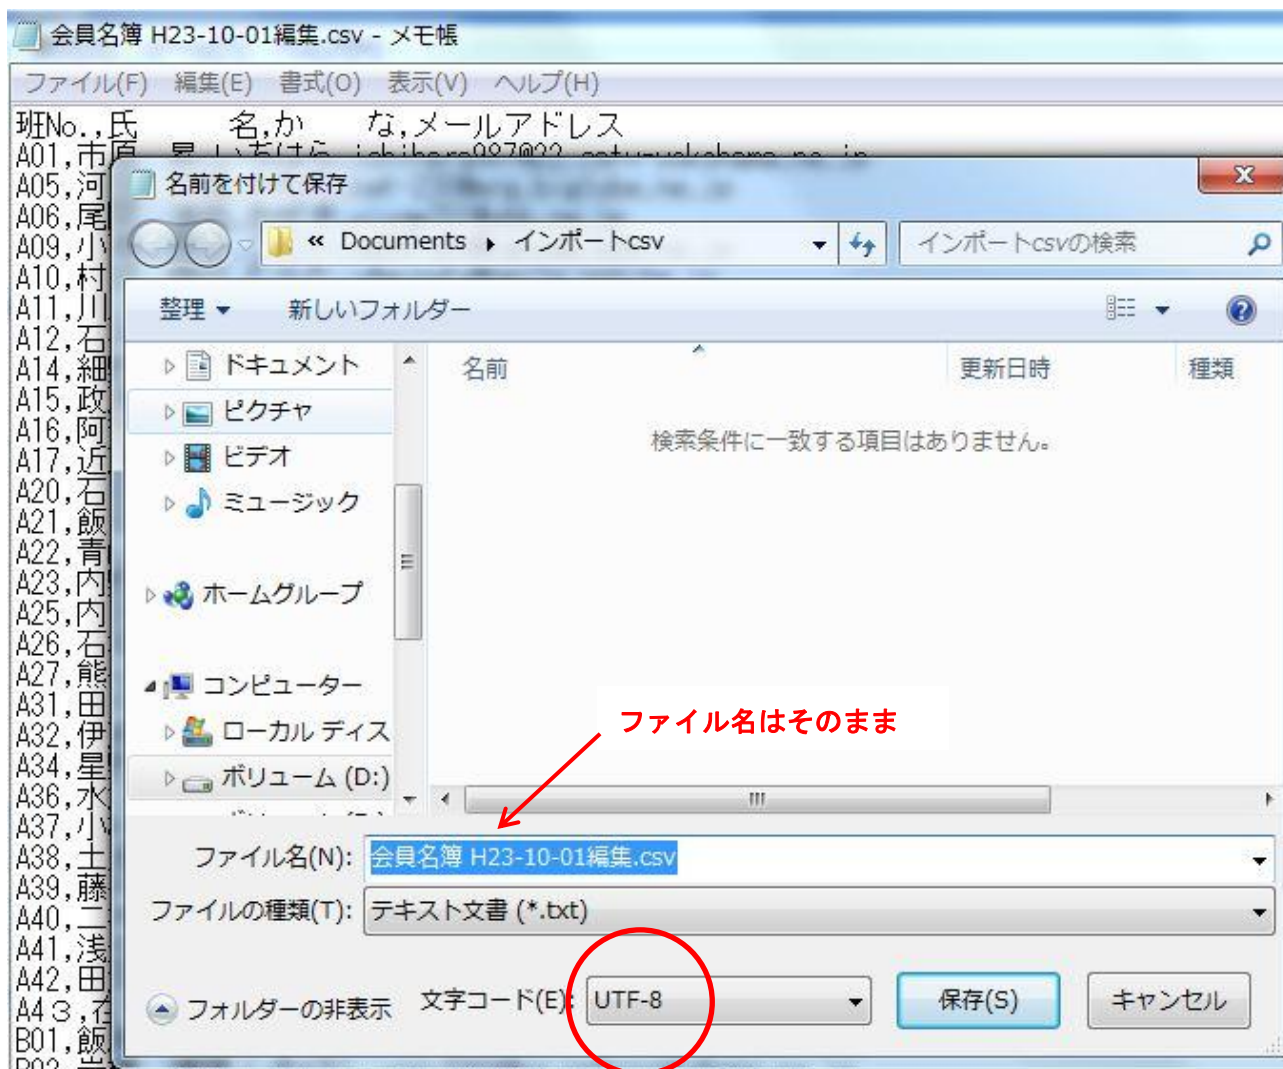 会員名簿 H23-10-01編集.csv - メモ帳
ファイル(F) 編集(E) 書式(O) 表示(V) ヘルプ(H)
班No.,氏 名,か な,メールアドレス
A01,市原
A05,河
A06,尾
A09,小
A10,村
A11,川
A12,石
A14,細
A15,政
A16,阿
A17,近
A20,石
A21,飯
A22,青
A23,内
A25,内
A26,石
A27,熊
A31,田
A32,伊
A34,星
A36,水
A37,小
A38,土
A39,藤
A40,二
A41,浅
A42,田
A4３,石
B01,飯
名前を付けて保存
x
« Documents インポートcsv
インポートcsvの検索
整理 新しいフォルダー
名前 更新日時 種類
検索条件に一致する項目はありません。
ドキュメント
ピクチャ
ビデオ
ミュージック
ホームグループ
コンピューター
ローカル ディス
ボリューム (D:)
ファイル名はそのまま
ファイル名(N): 会員名簿 H23-10-01編集.csv
ファイルの種類(T): テキスト文書 (*.txt)
フォルダーの非表示 文字コード(E): UTF-8 保存(S) キャンセル